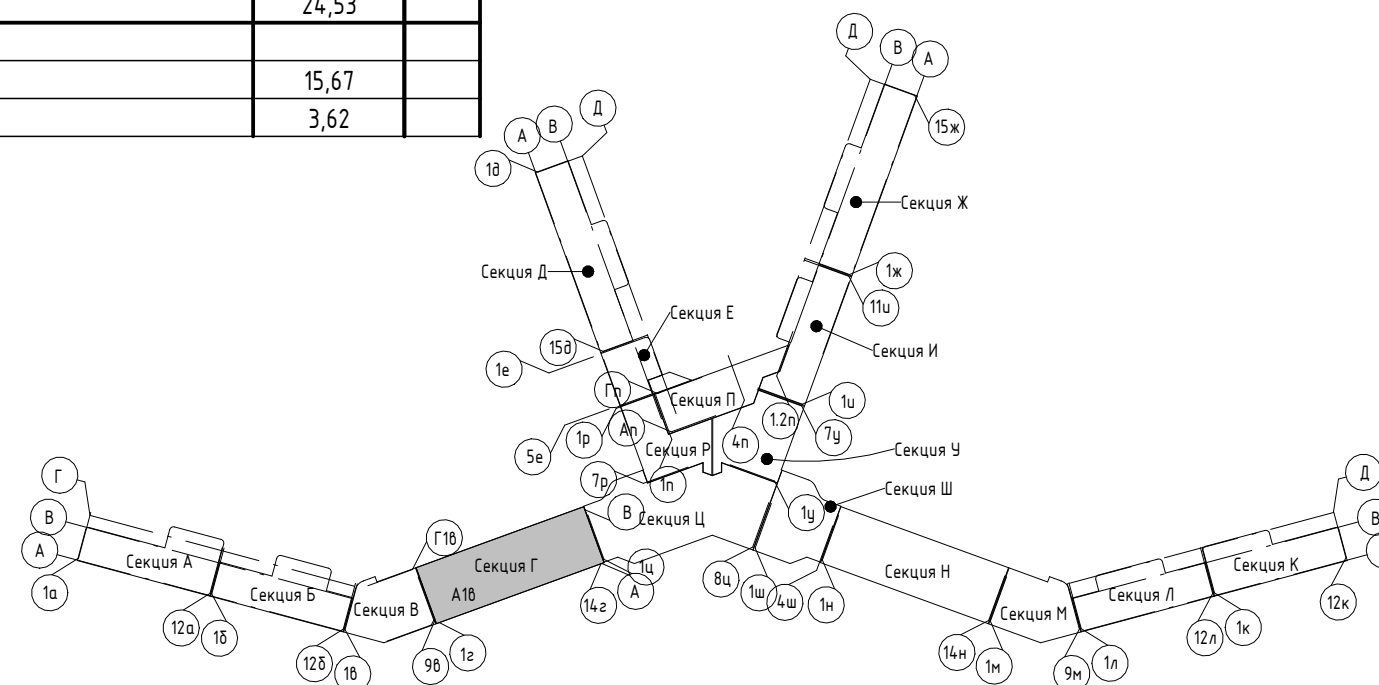 24,53
15,67
3,62
Д
В
А
15ж
А
В
Д
1д
Секция Ж
Секция Д
1ж
11и
Секция Е
Секция И
15д
1е
Гп
Секция П
1и
1.2п
7у
Ап
1р
4п
5е
Секция Р
Секция У
7р
1п
Г
Секция Ш
Д
В
В
Секция Ц
1у
В
А
Секция А
Г1в
Секция Г
1ц
А
8ц
1ш
4ш
1н
Секция Н
Секция К
1а
Секция Б
Секция В
А1в
14г
Секция М
Секция Л
12к
12а
1б
12л
1к
12б
1в
9в
1г
14н
1м
9м
1л